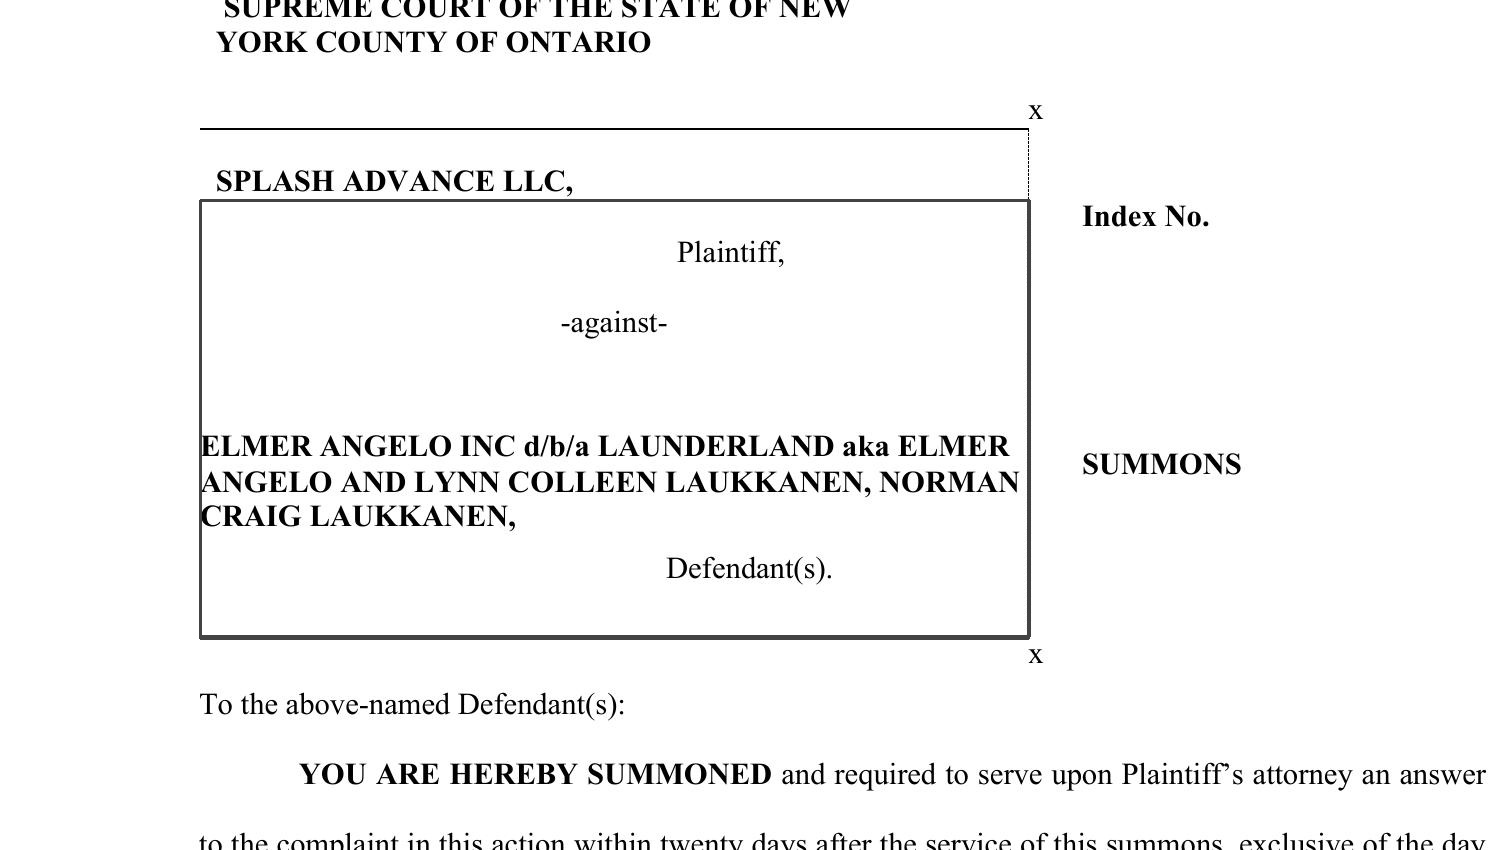 SUPREME COURT OF THE STATE OF NEW
YORK COUNTY OF ONTARIO
x
SPLASH ADVANCE LLC,
Index No.
Plaintiff,
-against-
ELMER ANGELO INC d/b/a LAUNDERLAND aka ELMER
ANGELO AND LYNN COLLEEN LAUKKANEN, NORMAN
CRAIG LAUKKANEN,
SUMMONS
Defendant(s).
x
To the above-named Defendant(s):
YOU ARE HEREBY SUMMONED and required to serve upon Plaintiff’s attorney an answer
to the complaint in this action within twenty days after the service of this summons, exclusive of the day